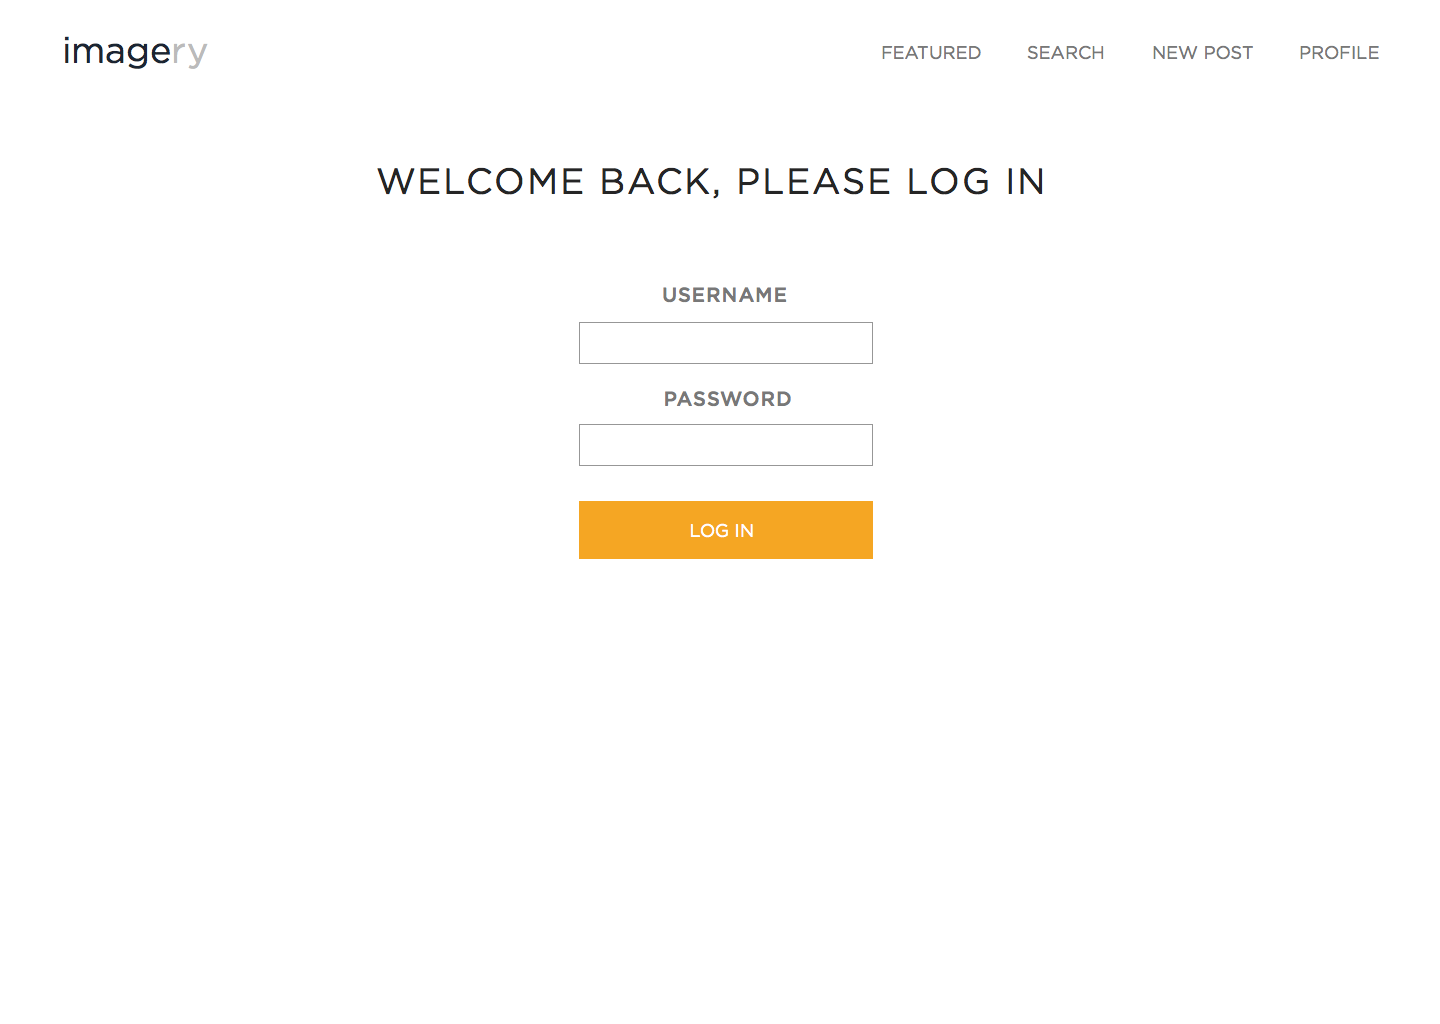 imagery
FEATURED SEARCH NEW POST PROFILE
WELCOME BACK, PLEASE LOG IN
USERNAME
PASSWORD
LOG IN